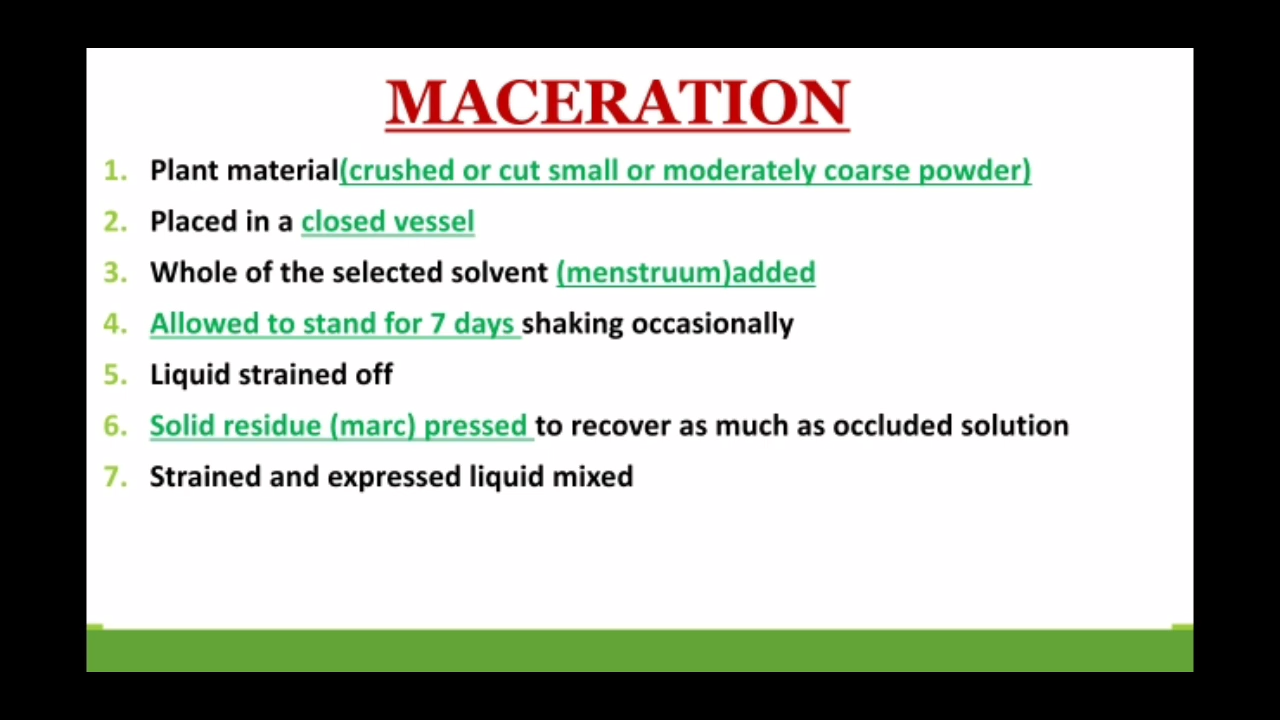 MACERATION
1. Plant material(crushed or cut small or moderately coarse powder)
2. Placed in a closed vessel
3. Whole of the selected solvent (menstruum)added
4. Allowed to stand for 7 days shaking occasionally
5. Liquid strained off
6. Solid residue (marc) pressed to recover as much as occluded solution
7. Strained and expressed liquid mixed